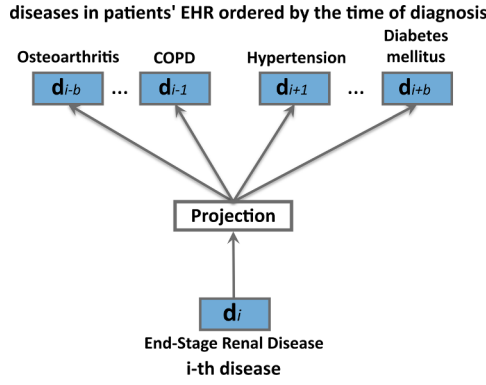 diseases in patients' EHR ordered by the time of diagnosis
Osteoarthritis COPD Hypertension Diabetes mellitus
di-b ... di-1 di+1 ... di+b
Projection
di
End-Stage Renal Disease
i-th disease